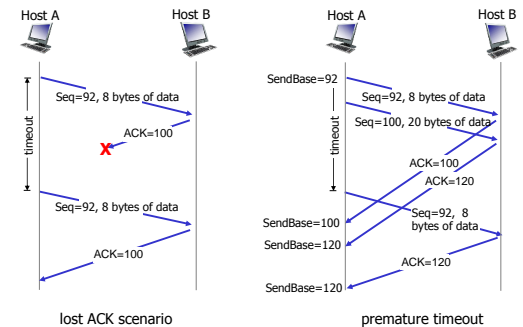 Host A
Host B
Seq=92, 8 bytes of data
ACK=100
X
timeout
Seq=92, 8 bytes of data
ACK=100
lost ACK scenario
Host A
Host B
SendBase=92
Seq=92, 8 bytes of data
Seq=100, 20 bytes of data
timeout
ACK=100
ACK=120
Seq=92, 8
bytes of data
SendBase=100
SendBase=120
ACK=120
SendBase=120
premature timeout